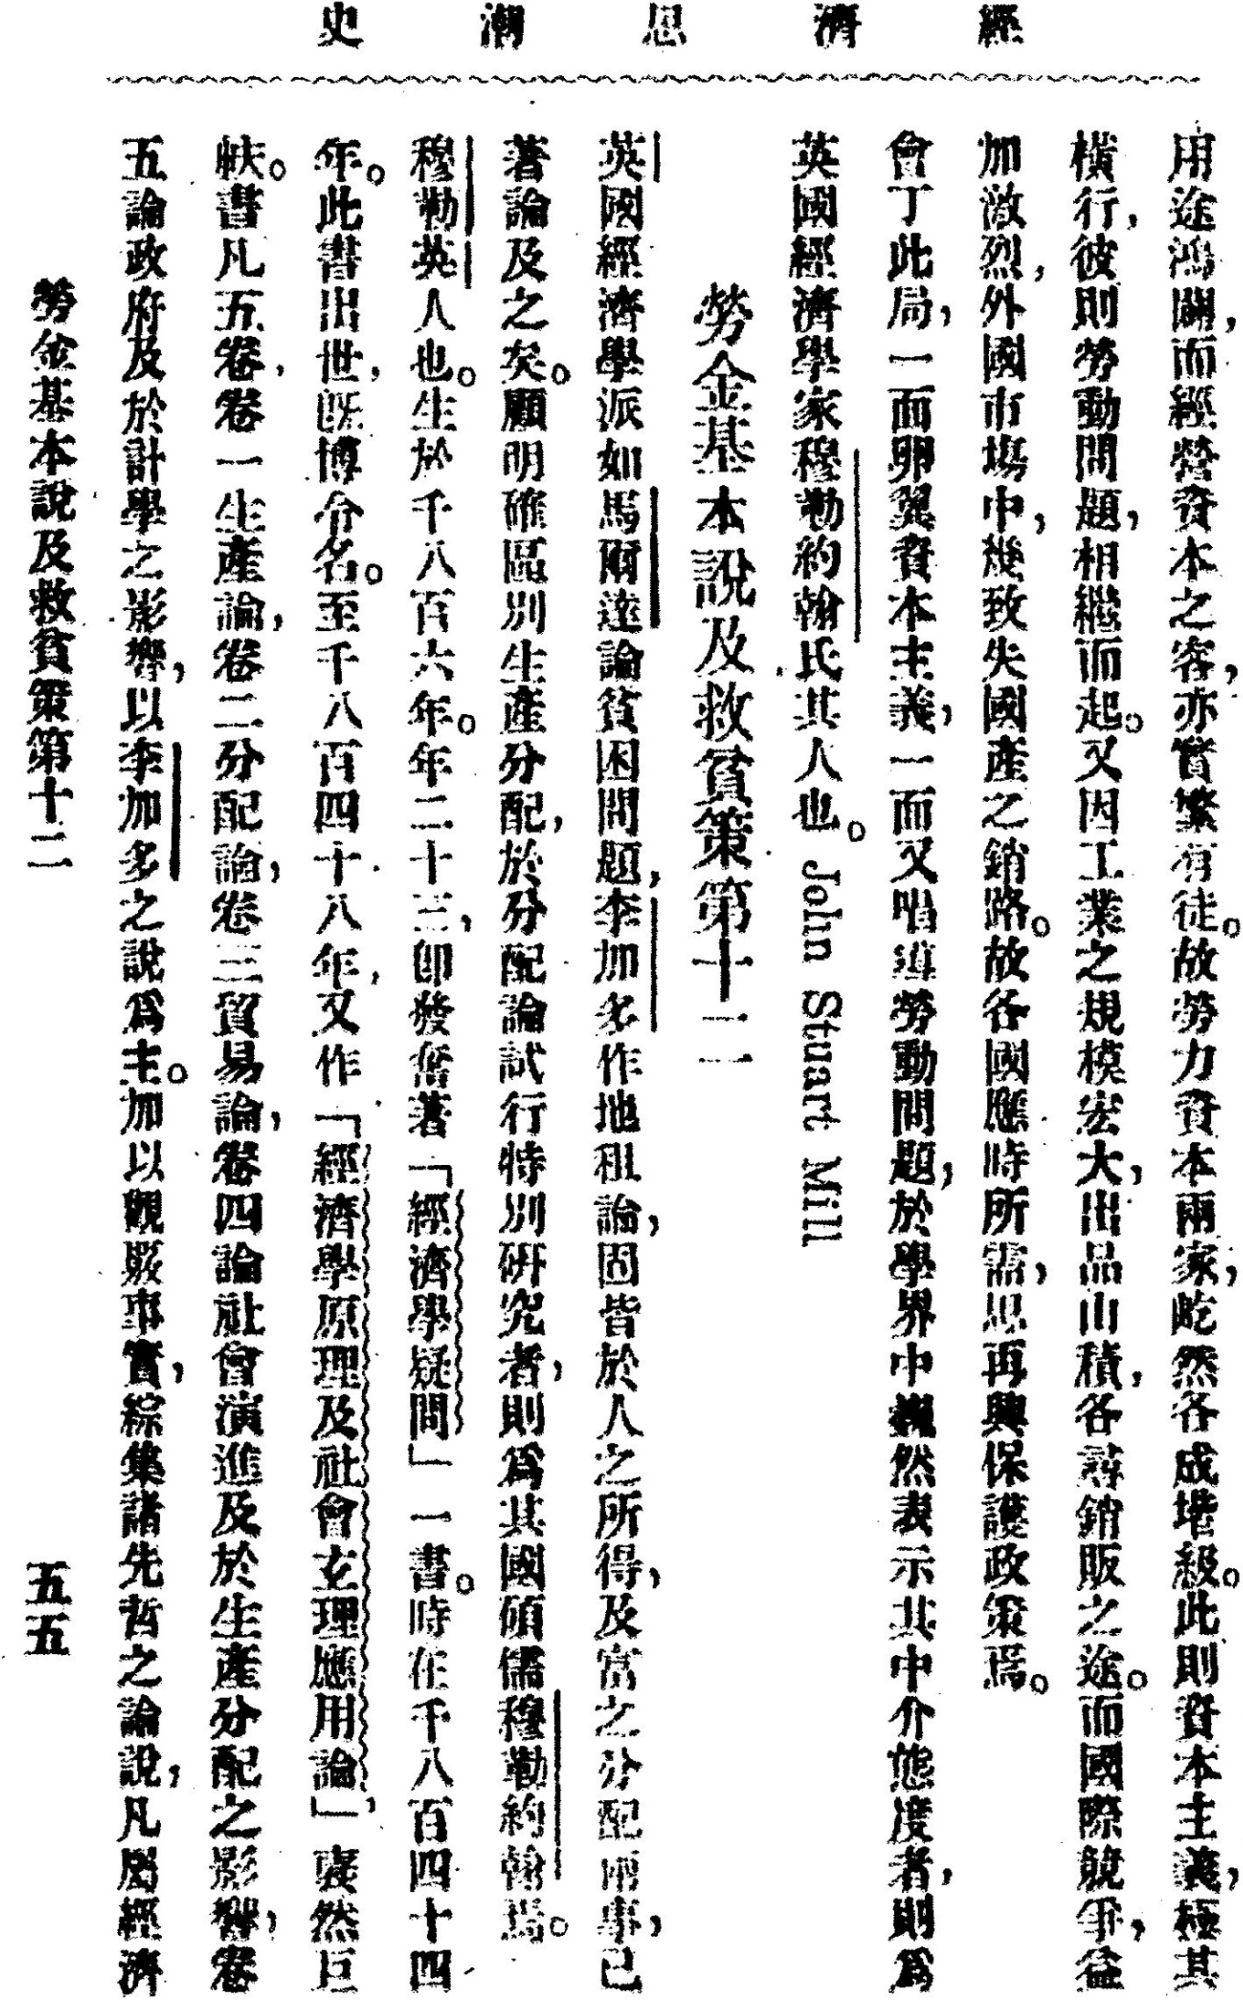 經濟思潮史
用途鴻闢，而經營資本之客，亦實繁有徒。故勞力資本兩家，屹然各成堦級。此則資本主義，極其
橫行，彼則勞動問題，相繼而起。又因工業之規模宏大，出品山積，各尋銷販之途。而國際競爭，益
加激烈，外國市場中，幾致失國產之銷路。故各國應時所需，思再興保護政策焉。
會丁此局，一面卵翼資本主義，一面又唱導勞動問題，於學界中巍然表示其中介態度者，則爲
英國經濟學家穆勒約翰氏其人也。John Stuart Mill
勞金基本說及救貧策第十二
英國經濟學派如馬爾達論貧困問題，李加多作地租論，固皆於人之所得，及富之分配兩事，已
著論及之矣。顧明確區別生產分配，於分配論試行特別研究者，則爲其國碩儒穆勒約翰焉。
穆勒英人也。生於千八百六年。年二十三，卽發奮著「經濟學疑問」一書。時在千八百四十四
年。此書出世，旣博令名。至千八百四十八年，又作「經濟學原理及社會玄理應用論」，裒然巨
帙。書凡五卷，卷一生產論，卷二分配論，卷三貿易論，卷四論社會演進及於生產分配之影響，卷
五論政府及於計學之影響，以李加多之說爲主。加以觀察事實，綜集諸先哲之論說，凡屬經濟
勞金基本說及救貧策第十二
五五